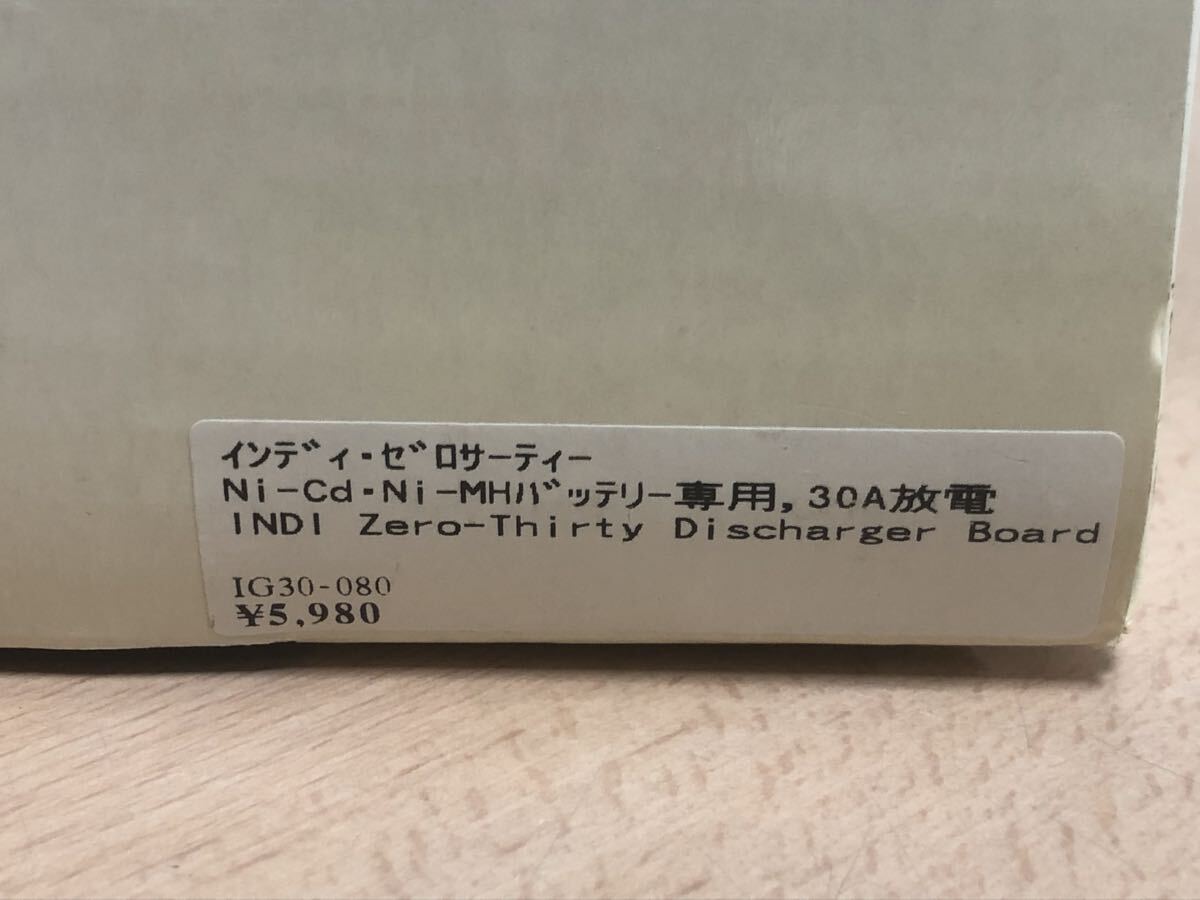 インディ・ゼロサーティー
Ni-Cd・Ni-MHバッテリー専用,30A放電
INDI Zero-Thirty Discharger Board
IG30-080
¥5,980